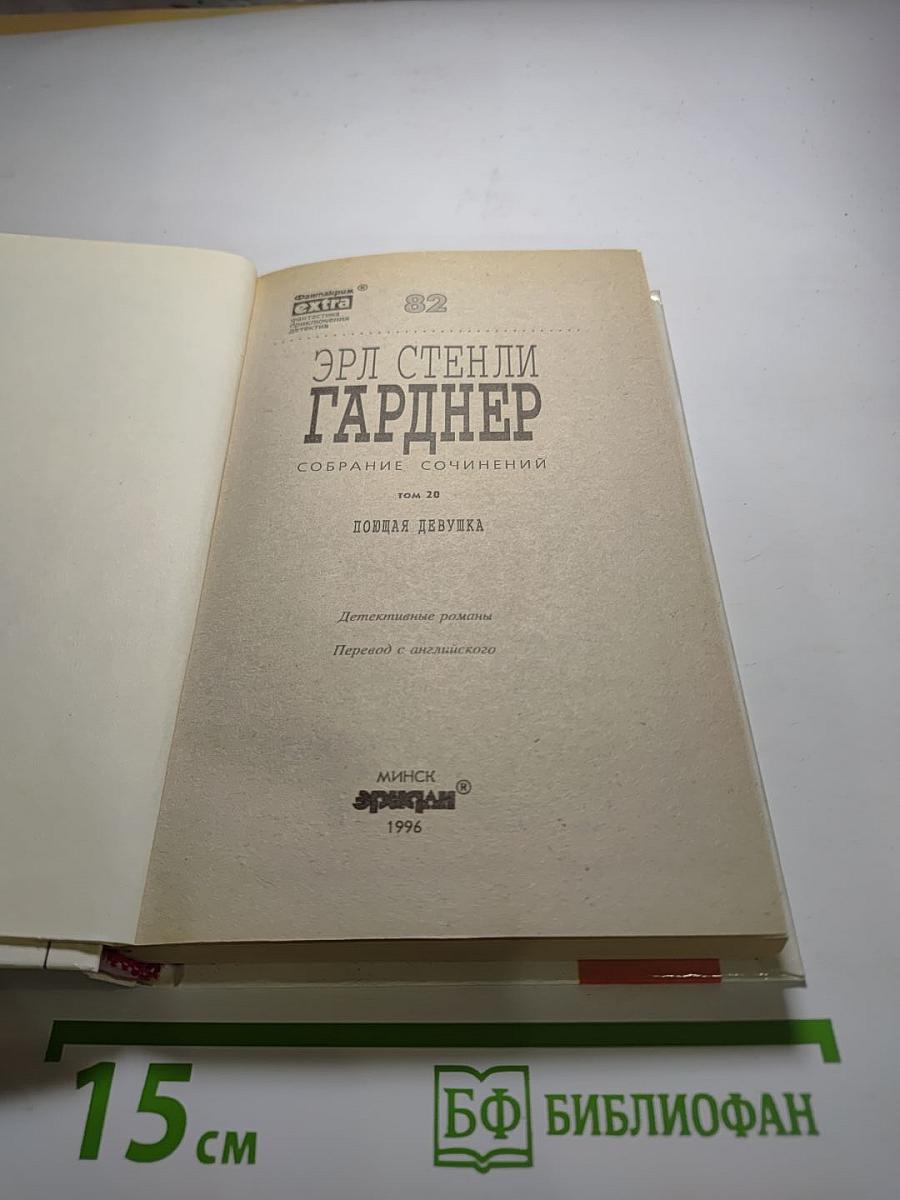 Фантакрим ®
extra
фантастика
приключения
детектив
82
ЭРЛ СТЕНЛИ
ГАРДНЕР
СОБРАНИЕ СОЧИНЕНИЙ
ТОМ 20
ПОЮЩАЯ ДЕВУШКА
Детективные романы
Перевод с английского
МИНСК
эридан®
1996
15 см
БФ БИБЛИОФАН